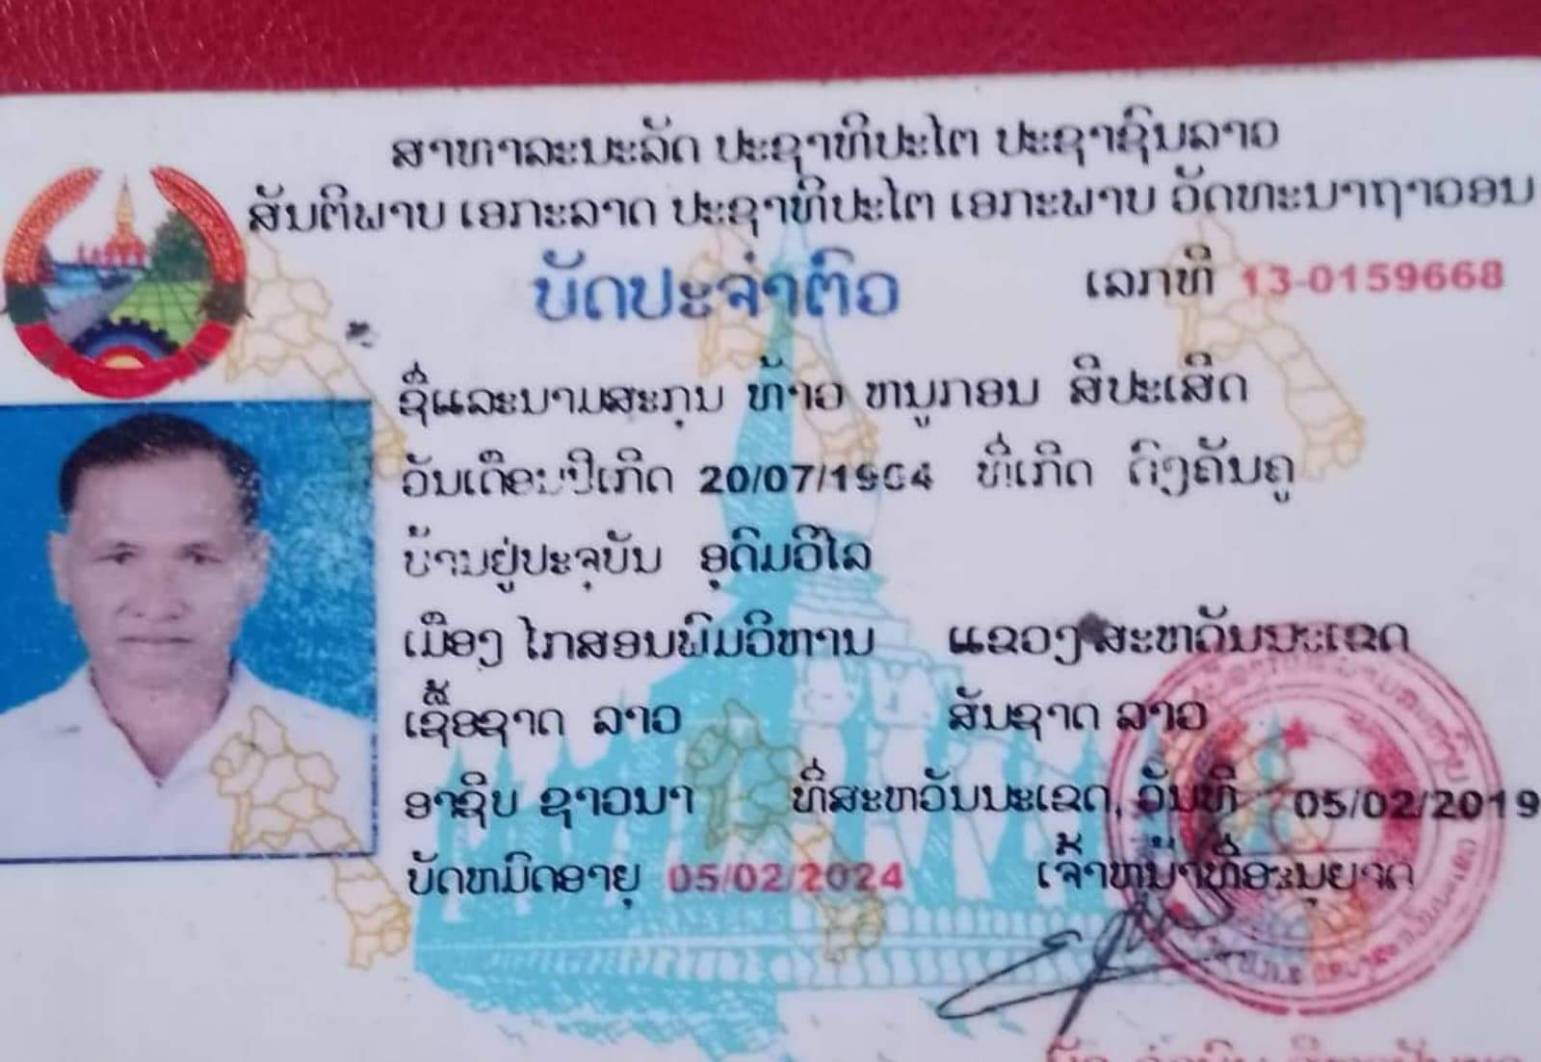 ສາທາລະນະລັດ ປະຊາທິປະໄຕ ປະຊາຊົນລາວ
ສັນຕິພາບ ເອກະລາດ ປະຊາທິປະໄຕ ເອກະພາບ ວັດທະນາຖາວອນ
ບັດປະຈຳຕົວ
ເລກທີ 13-0159668
ຊື່ແລະນາມສະກຸນ ທ້າວ ຫນູກອນ ສີປະເສີດ
ວັນເດືອນປີເກີດ 20/07/1964 ທີ່ເກີດ ດົງຄັນຄູ
ບ້ານຢູ່ປະຈຸບັນ ອຸດົມວິໄລ
ເມືອງ ໄກສອນພົມວິຫານ ແຂວງ ສະຫວັນນະເຂດ
ເຊື້ອຊາດ ລາວ ສັນຊາດ ລາວ
ອາຊີບ ຊາວນາ ທີ່ສະຫວັນນະເຂດ, ວັນທີ 05/02/2019
ບັດຫມົດອາຍຸ 05/02/2024 ເຈົ້າຫນ້າທີ່ອະນຸຍາດ